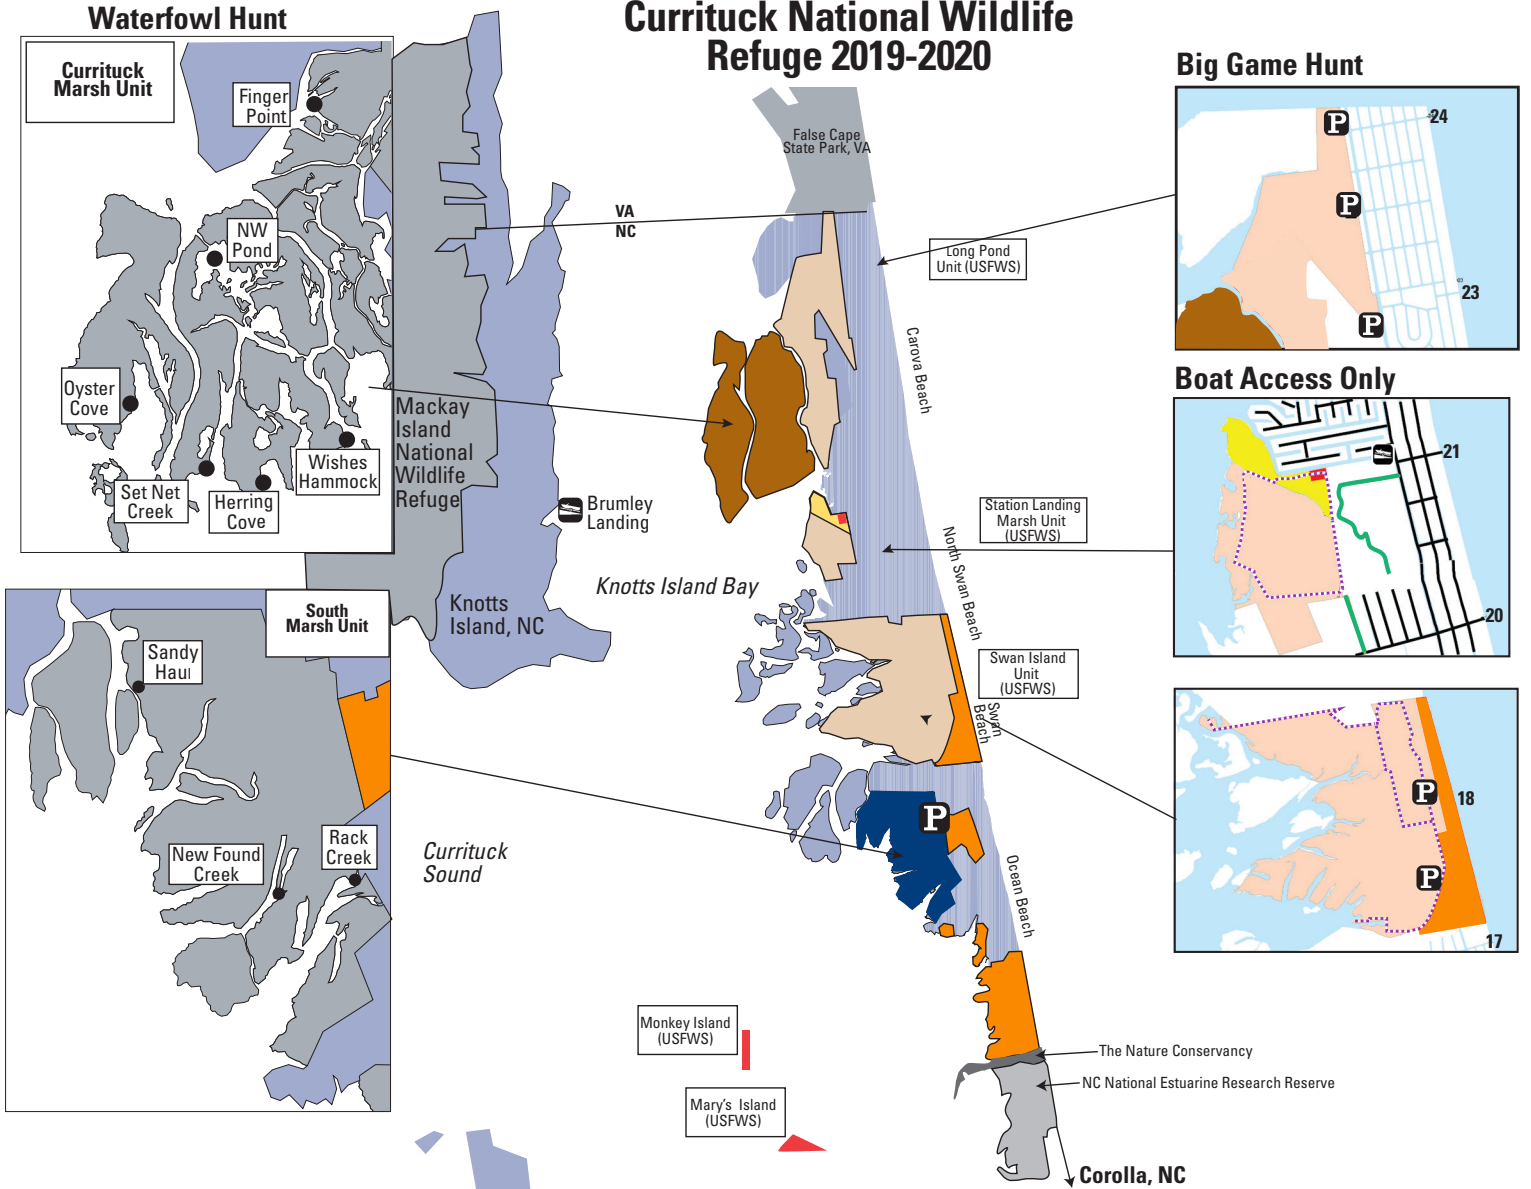 Waterfowl Hunt
Currituck National Wildlife
Refuge 2019-2020
Currituck
Marsh Unit
Finger
Point
NW
Pond
Oyster
Cove
Set Net
Creek
Herring
Cove
Wishes
Hammock
Mackay
Island
National
Wildlife
Refuge
VA
NC
False Cape
State Park, VA
Long Pond
Unit (USFWS)
Carova Beach
Brumley
Landing
Knotts Island Bay
Knotts
Island, NC
Station Landing
Marsh Unit
(USFWS)
North Swan Beach
Swan Island
Unit
(USFWS)
Swan
Beach
P
Ocean Beach
South
Marsh Unit
Sandy
Haul
New Found
Creek
Rack
Creek
Currituck
Sound
Monkey Island
(USFWS)
Mary's Island
(USFWS)
The Nature Conservancy
NC National Estuarine Research Reserve
Corolla, NC
Big Game Hunt
P
24
P
23
P
Boat Access Only
21
20
P
18
P
17